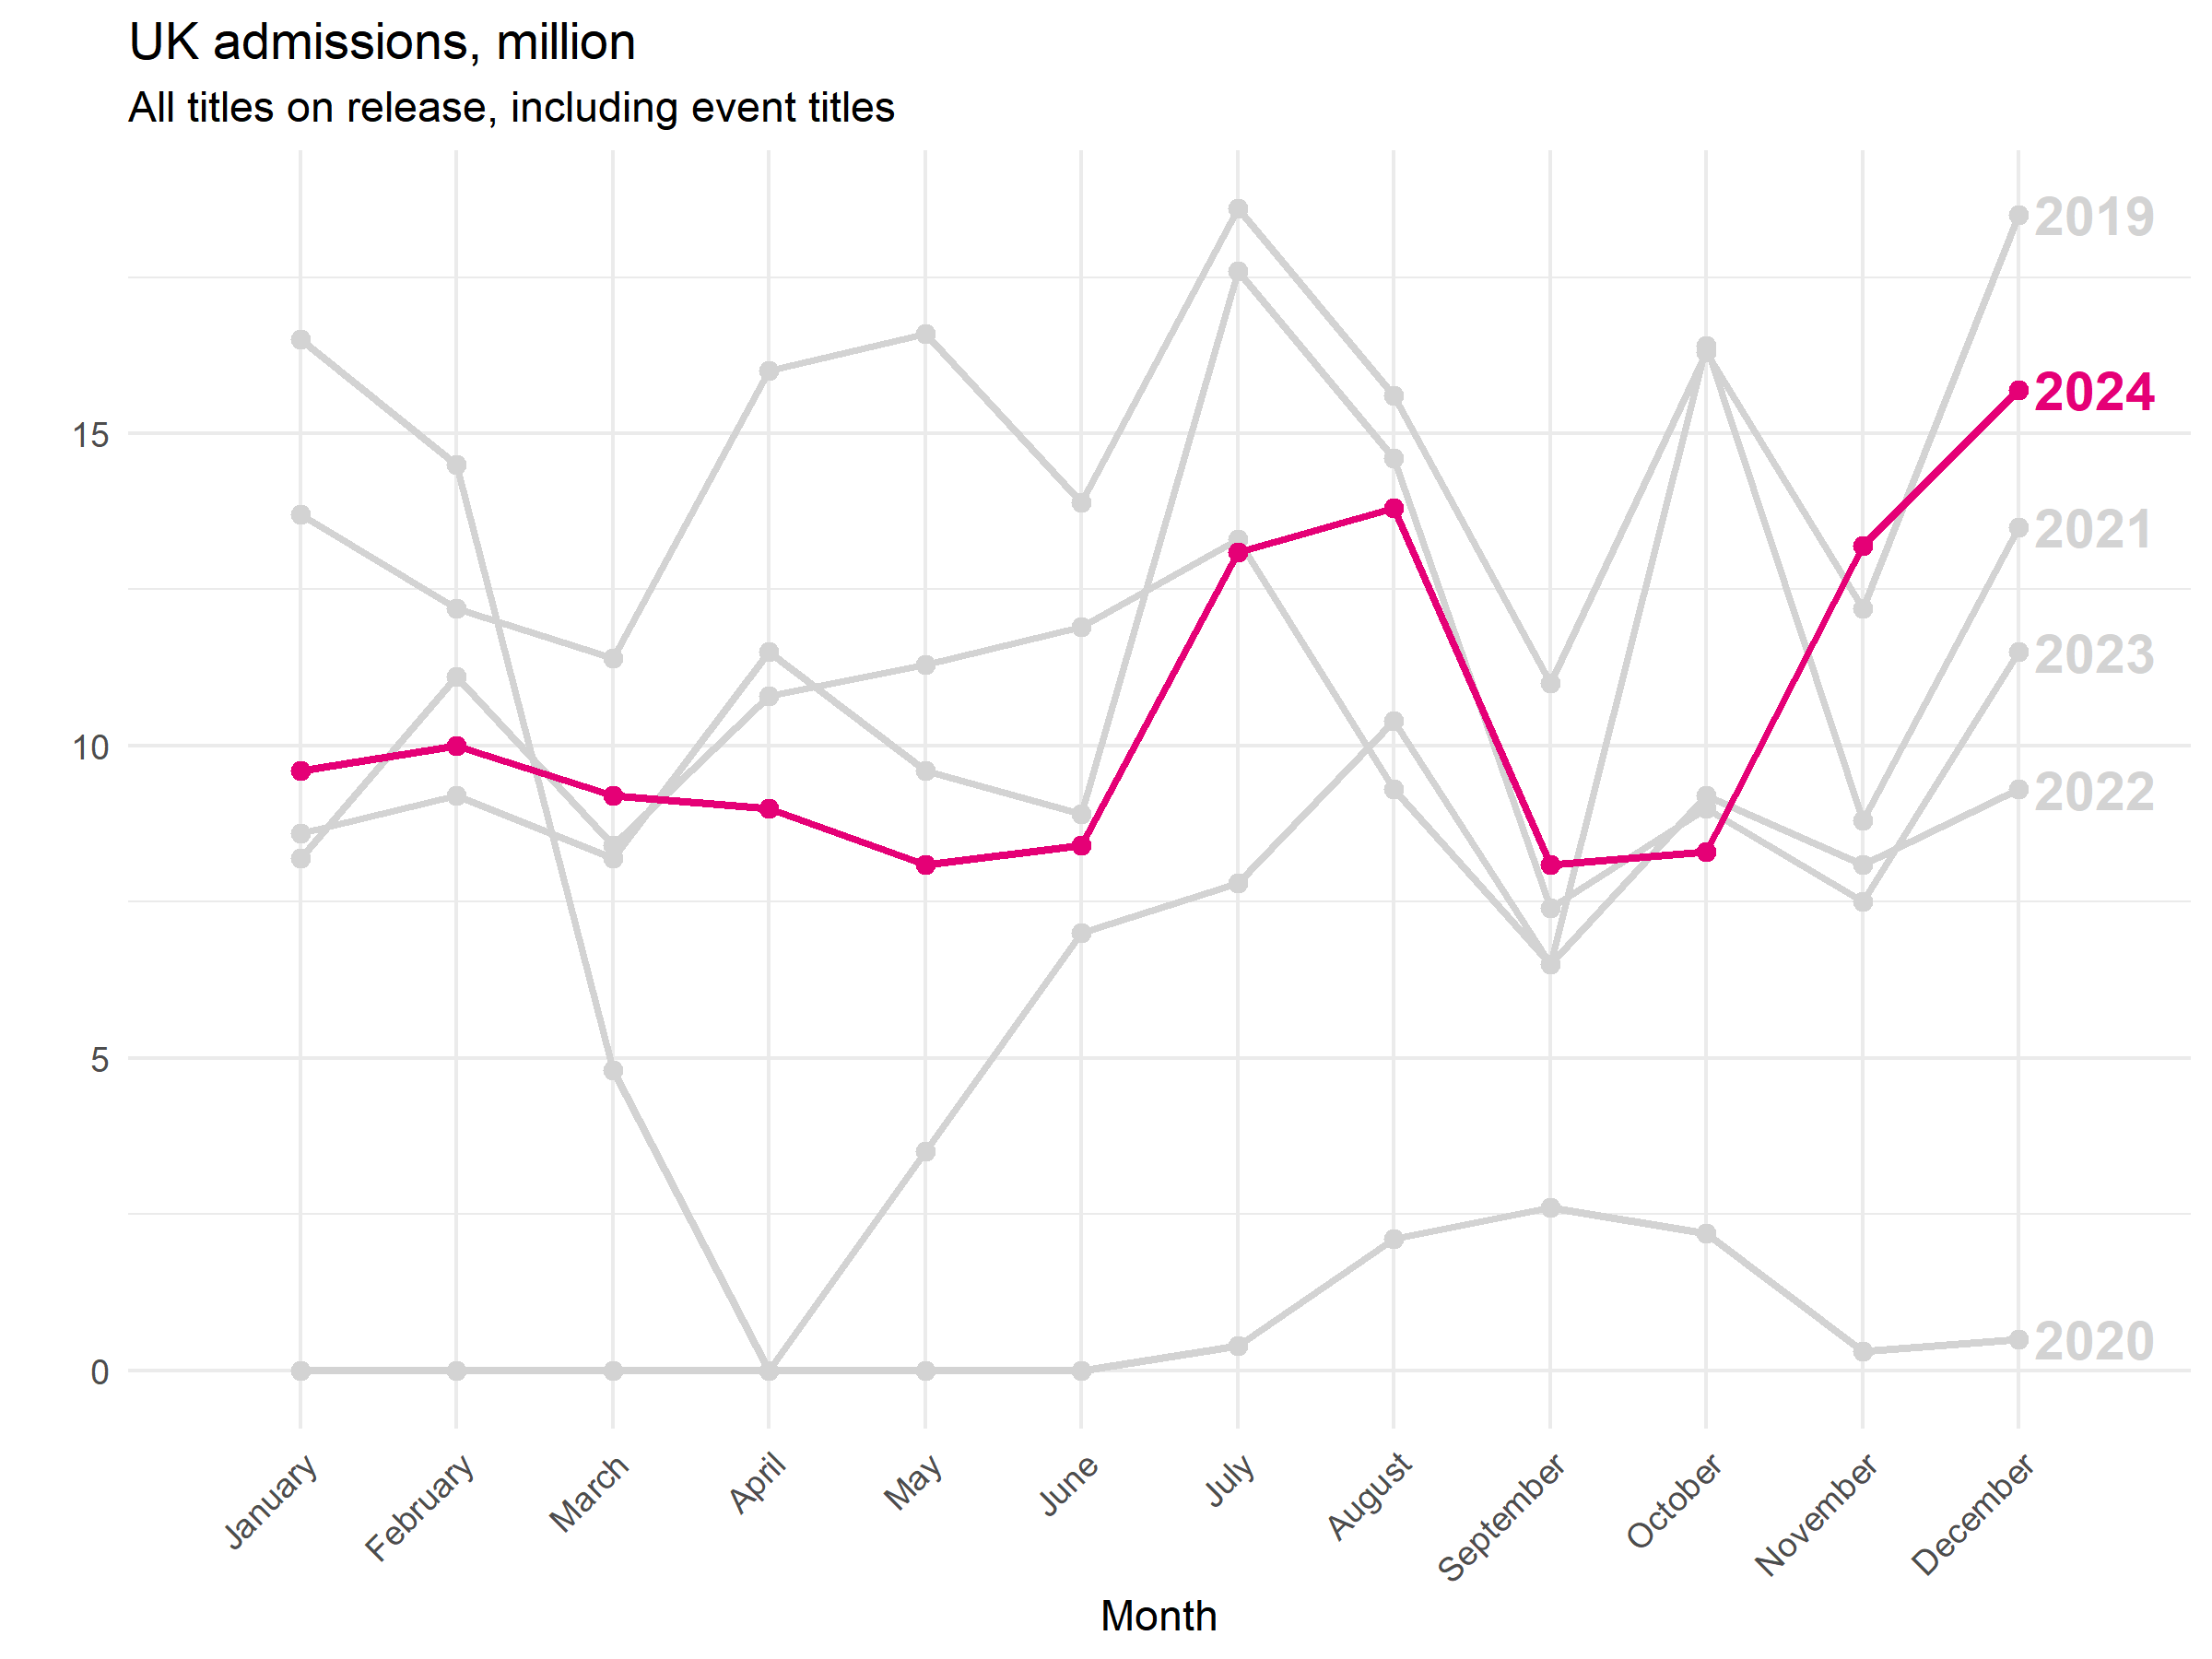 UK admissions, million
All titles on release, including event titles
2019
2024
15
2021
2023
10
2022
5
2020
0
January
February
March
April
May
June
July
August
September
October
November
December
Month